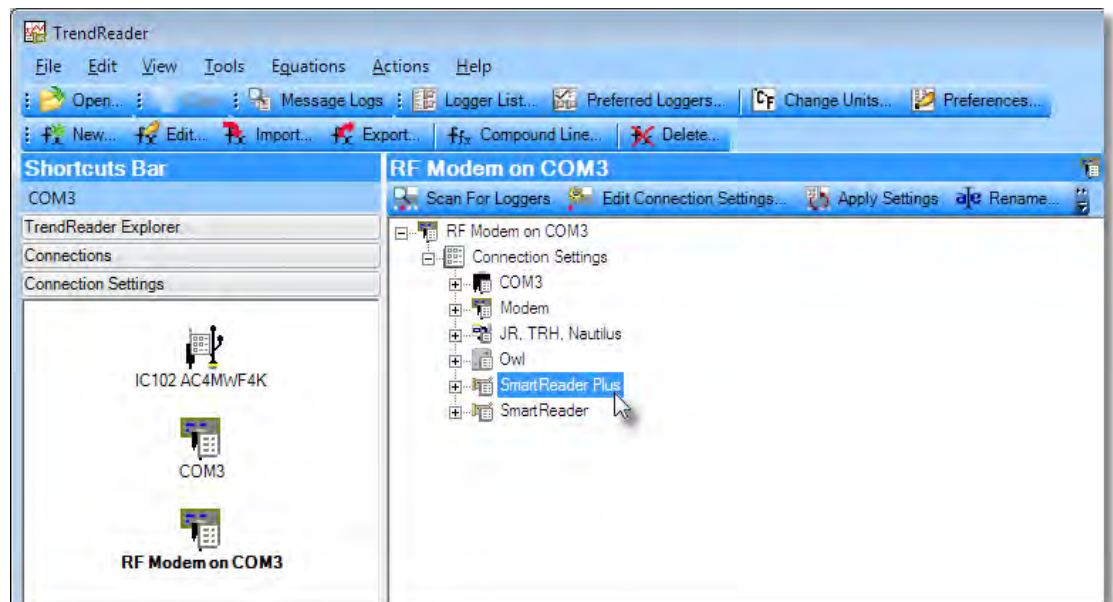 TrendReader
File Edit View Tools Equations Actions Help
Open... Message Logs Logger List... Preferred Loggers... Change Units... Preferences...
New... Edit... Import... Export... Compound Line... Delete...
Shortcuts Bar
COM3
TrendReader Explorer
Connections
Connection Settings
IC102 AC4MWF4K
COM3
RF Modem on COM3
RF Modem on COM3
Scan For Loggers Edit Connection Settings... Apply Settings Rename...
RF Modem on COM3
Connection Settings
COM3
Modem
JR, TRH, Nautilus
Owl
SmartReader Plus
SmartReader